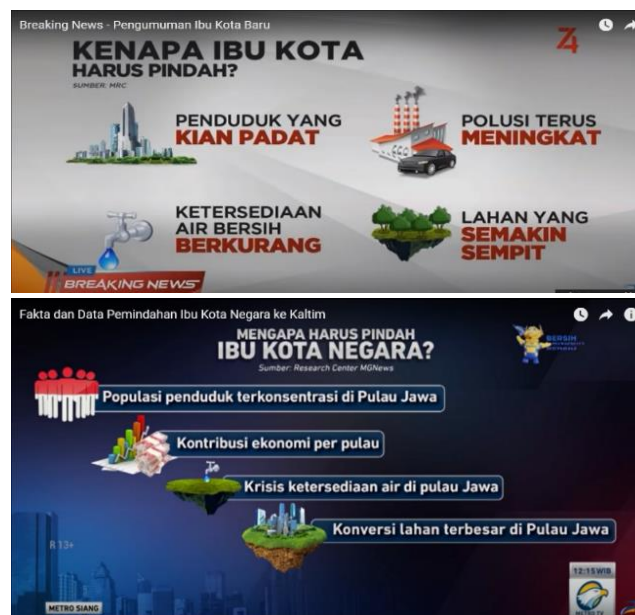 Breaking News - Pengumuman Ibu Kota Baru
KENAPA IBU KOTA
HARUS PINDAH?
SUMBER: MRC
PENDUDUK YANG
KIAN PADAT
POLUSI TERUS
MENINGKAT
KETERSEDIAAN
AIR BERSIH
BERKURANG
LAHAN YANG
SEMAKIN
SEMPIT
LIVE
BREAKING NEWS
Fakta dan Data Pemindahan Ibu Kota Negara ke Kaltim
MENGAPA HARUS PINDAH
IBU KOTA NEGARA?
Sumber: Research Center MGNews
BERSIH
Populasi penduduk terkonsentrasi di Pulau Jawa
Kontribusi ekonomi per pulau
Krisis ketersediaan air di pulau Jawa
Konversi lahan terbesar di Pulau Jawa
R 13+
12:15 WIB
METRO TV
METRO SIANG